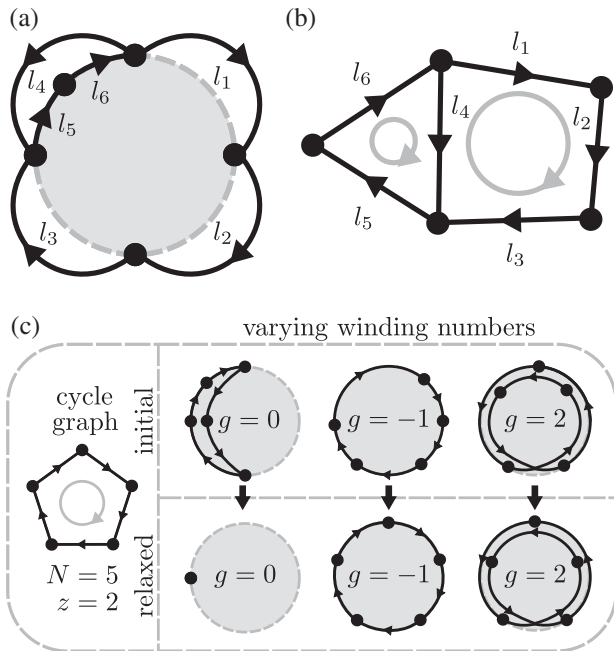 (a)
l4
l6
l1
l5
l3
l2
(b)
l1
l6
l4
l2
l5
l3
(c)
varying winding numbers
cycle
graph
N = 5
z = 2
initial
g = 0
g = −1
g = 2
relaxed
g = 0
g = −1
g = 2